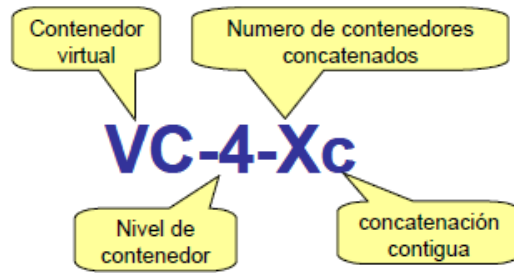 Contenedor
virtual
Numero de contenedores
concatenados
VC-4-Xc
Nivel de
contenedor
concatenación
contigua